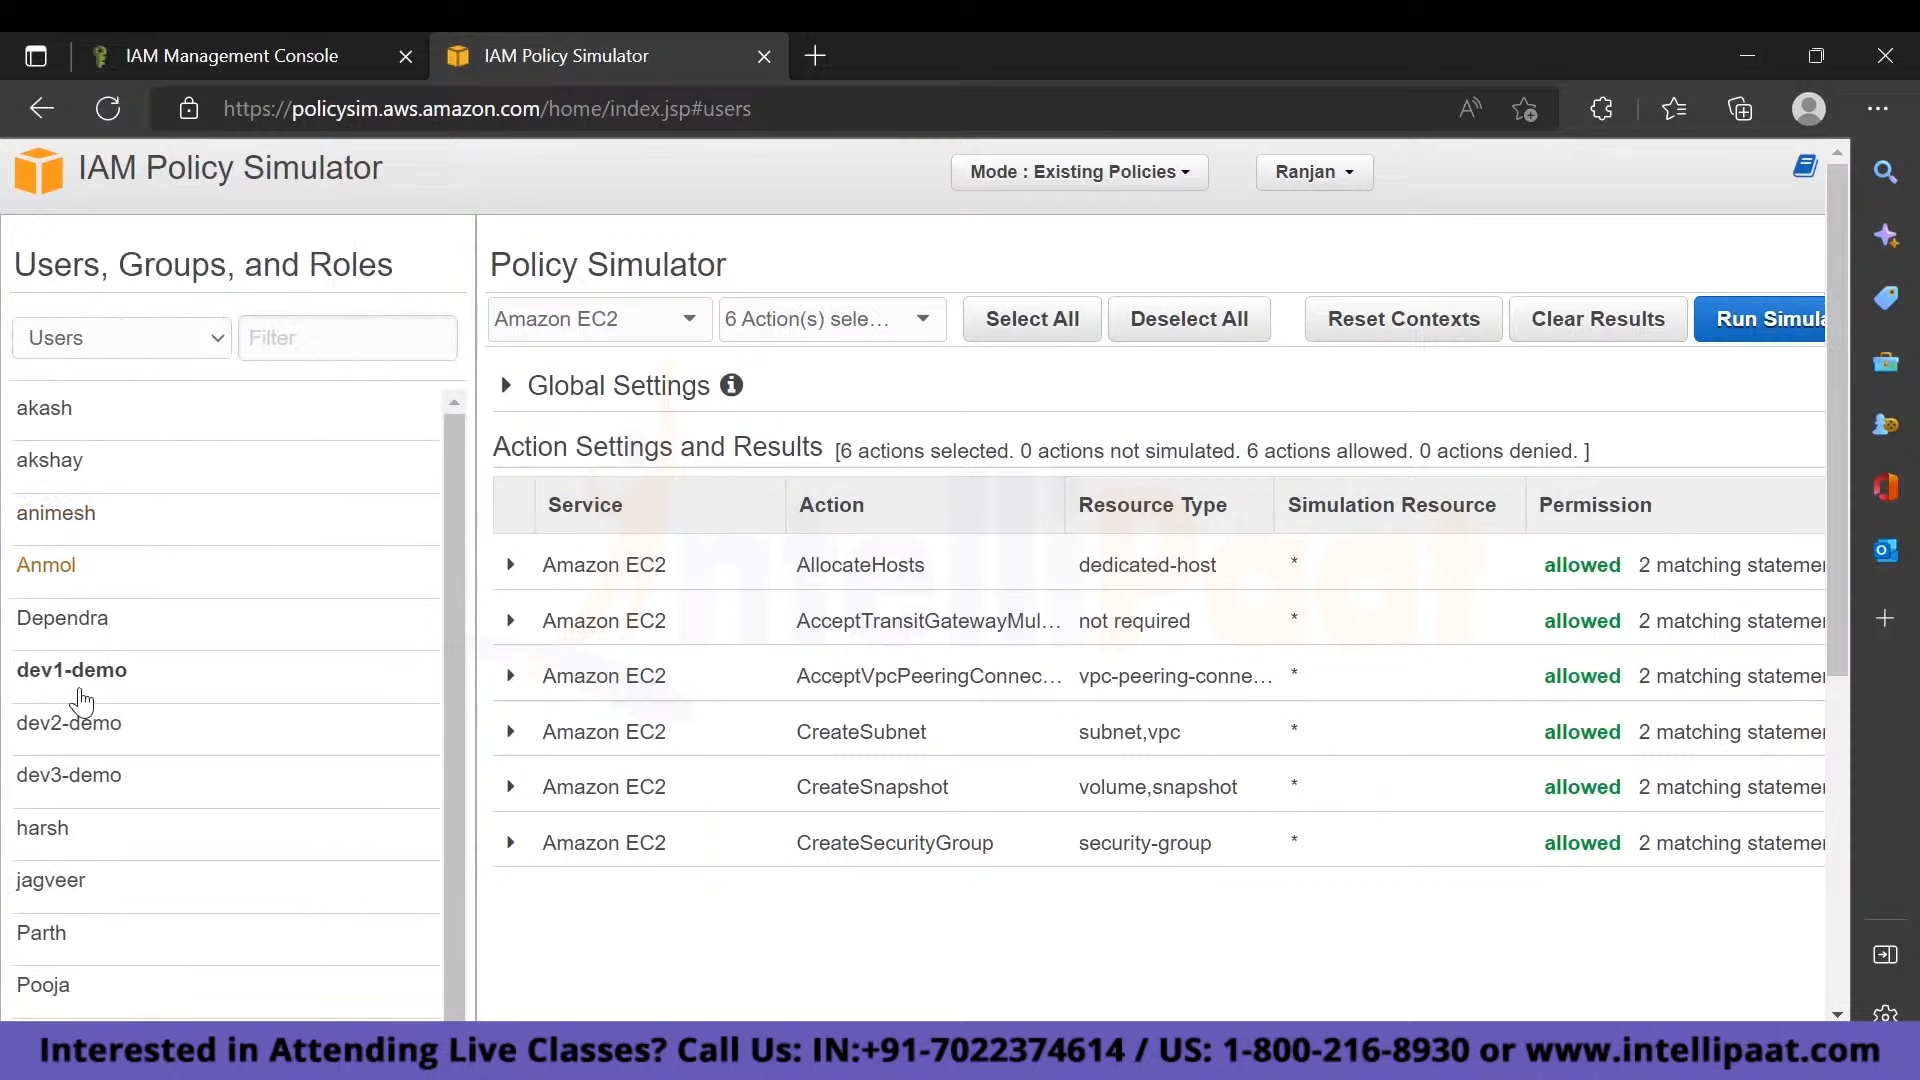 IAM Management Console
IAM Policy Simulator
https://policysim.aws.amazon.com/home/index.jsp#users
IAM Policy Simulator
Mode : Existing Policies
Ranjan
Users, Groups, and Roles
Users
Filter
akash
akshay
animesh
Anmol
Dependra
dev1-demo
dev2-demo
dev3-demo
harsh
jagveer
Parth
Pooja
Policy Simulator
Amazon EC2
6 Action(s) sele...
Select All
Deselect All
Reset Contexts
Clear Results
Run Simula
Global Settings
Action Settings and Results [6 actions selected. 0 actions not simulated. 6 actions allowed. 0 actions denied. ]
Service Action Resource Type Simulation Resource Permission
Amazon EC2 AllocateHosts dedicated-host * allowed 2 matching statemen
Amazon EC2 AcceptTransitGatewayMul... not required * allowed 2 matching statemen
Amazon EC2 AcceptVpcPeeringConnec... vpc-peering-conne... * allowed 2 matching statemen
Amazon EC2 CreateSubnet subnet,vpc * allowed 2 matching statemen
Amazon EC2 CreateSnapshot volume,snapshot * allowed 2 matching statemen
Amazon EC2 CreateSecurityGroup security-group * allowed 2 matching statemen
IntelliPaat
Interested in Attending Live Classes? Call Us: IN:+91-7022374614 / US: 1-800-216-8930 or www.intellipaat.com